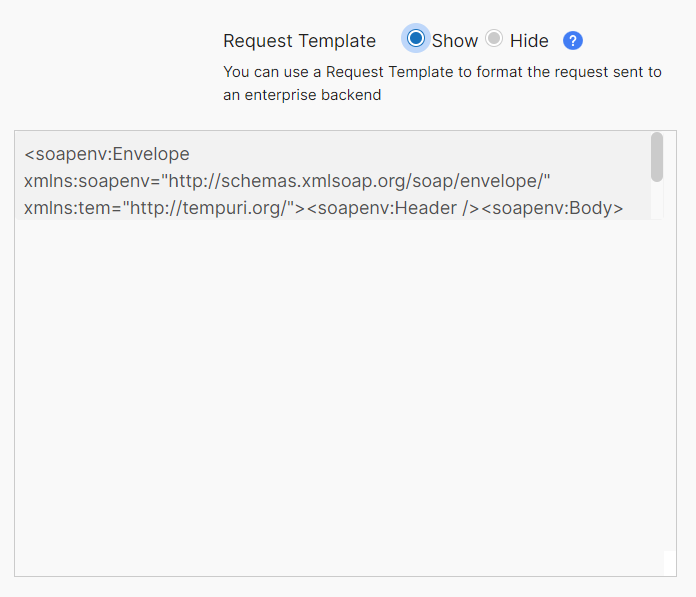 Request Template Show Hide ?
You can use a Request Template to format the request sent to
an enterprise backend
<soapenv:Envelope
xmlns:soapenv="http://schemas.xmlsoap.org/soap/envelope/"
xmlns:tem="http://tempuri.org/"><soapenv:Header /><soapenv:Body>